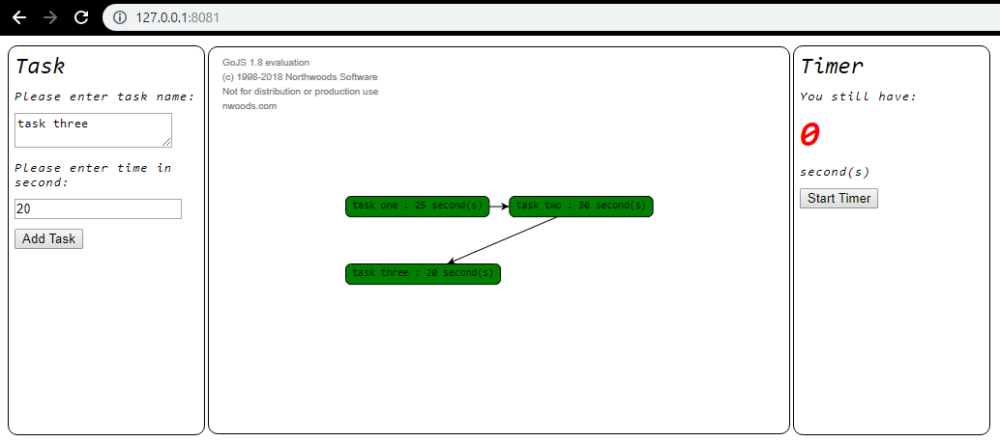 127.0.0.1:8081
Task
Please enter task name:
task three
Please enter time in
second:
20
Add Task
GoJS 1.8 evaluation
(c) 1998-2018 Northwoods Software
Not for distribution or production use
nwoods.com
task one : 25 second(s)
task two : 30 second(s)
task three : 20 second(s)
Timer
You still have:
0
second(s)
Start Timer